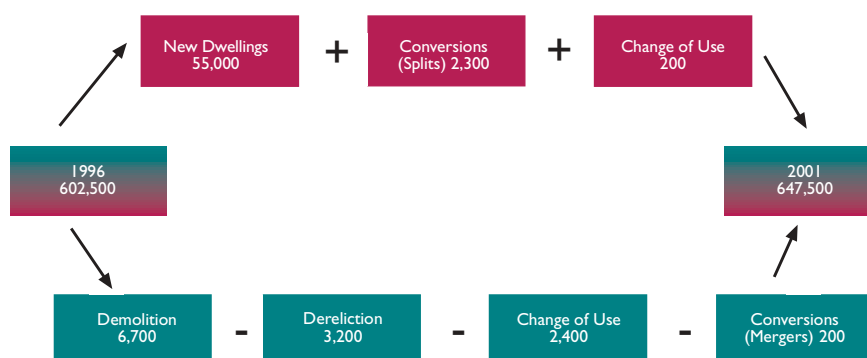 New Dwellings
55,000
+
Conversions
(Splits) 2,300
+
Change of Use
200
1996
602,500
2001
647,500
Demolition
6,700
-
Dereliction
3,200
-
Change of Use
2,400
-
Conversions
(Mergers) 200